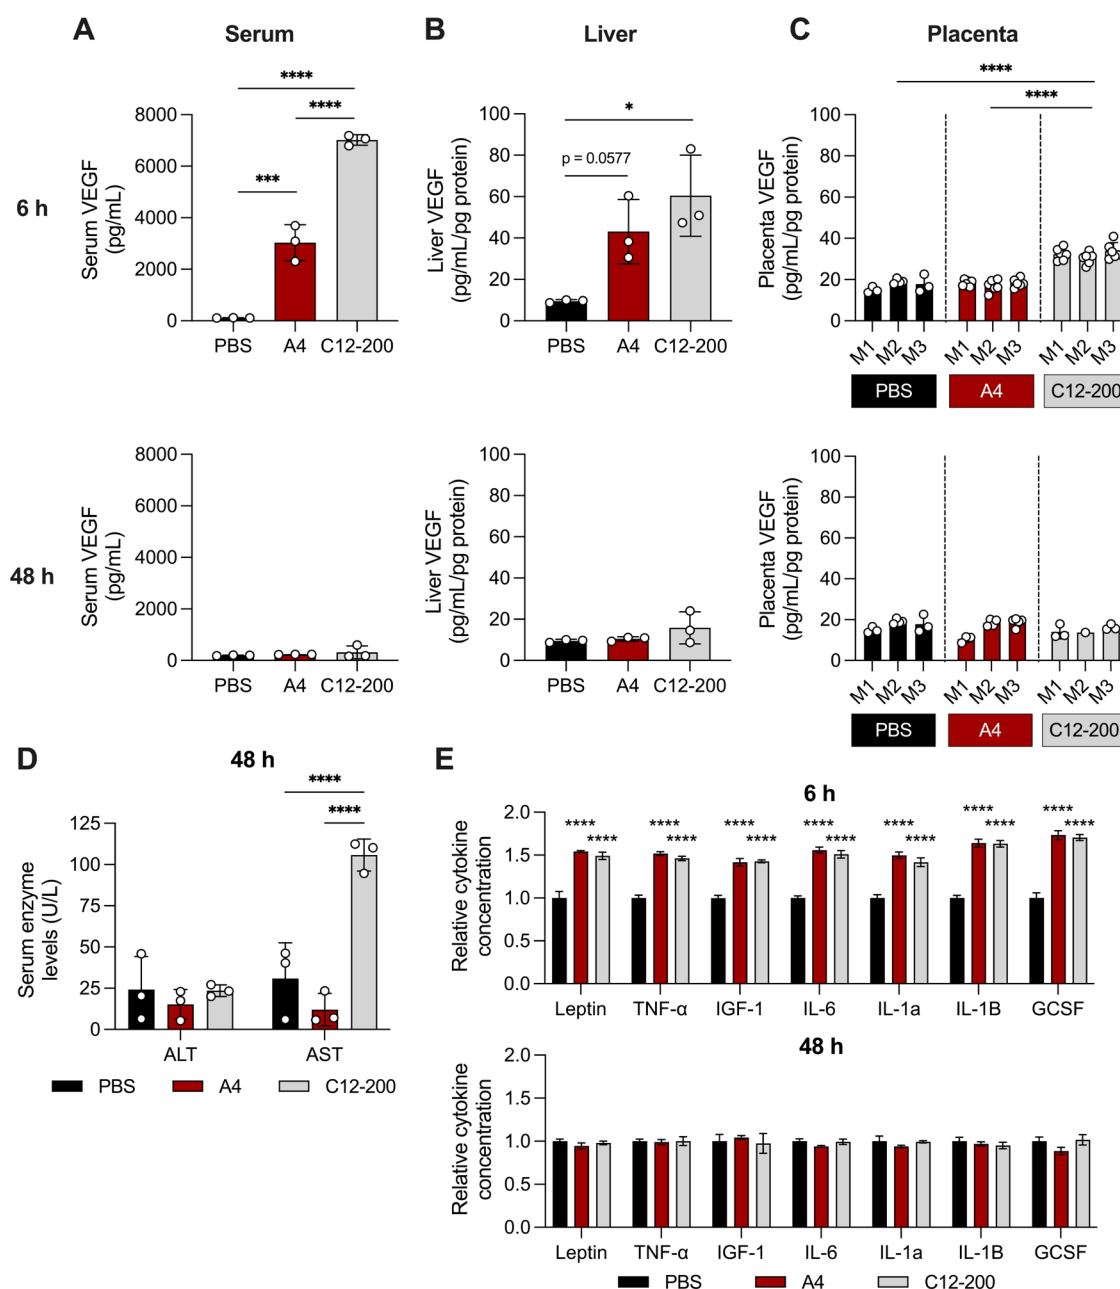 A Serum
B Liver
C Placenta
6 h
Serum VEGF
(pg/mL)
8000
6000
4000
2000
0
****
****
***
PBS A4 C12-200
Liver VEGF
(pg/mL/pg protein)
100
80
60
40
20
0
*
p = 0.0577
PBS A4 C12-200
Placenta VEGF
(pg/mL/pg protein)
100
80
60
40
20
0
****
****
M1 M2 M3 M1 M2 M3 M1 M2 M3
PBS A4 C12-200
48 h
Serum VEGF
(pg/mL)
8000
6000
4000
2000
0
PBS A4 C12-200
Liver VEGF
(pg/mL/pg protein)
100
80
60
40
20
0
PBS A4 C12-200
Placenta VEGF
(pg/mL/pg protein)
100
80
60
40
20
0
M1 M2 M3 M1 M2 M3 M1 M2 M3
PBS A4 C12-200
D 48 h
Serum enzyme
levels (U/L)
125
100
75
50
25
0
****
****
ALT AST
PBS A4 C12-200
E
6 h
Relative cytokine
concentration
2.0
1.5
1.0
0.5
0.0
**** **** **** **** **** **** ****
**** **** **** **** **** **** ****
Leptin TNF-α IGF-1 IL-6 IL-1a IL-1B GCSF
48 h
Relative cytokine
concentration
2.0
1.5
1.0
0.5
0.0
Leptin TNF-α IGF-1 IL-6 IL-1a IL-1B GCSF
PBS A4 C12-200